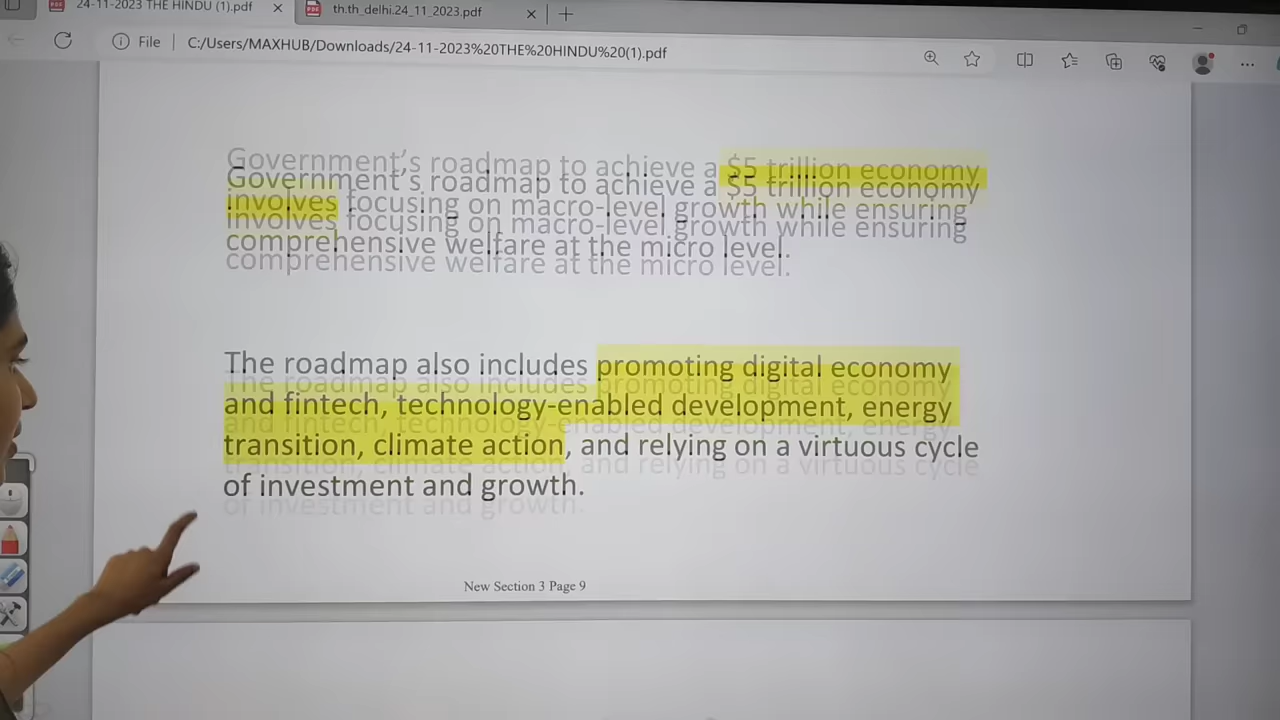 24-11-2023 THE HINDU (1).pdf
th.th_delhi.24_11_2023.pdf
File
C:/Users/MAXHUB/Downloads/24-11-2023%20THE%20HINDU%20(1).pdf
Government's roadmap to achieve a $5 trillion economy
involves focusing on macro-level growth while ensuring
comprehensive welfare at the micro level.
The roadmap also includes promoting digital economy
and fintech, technology-enabled development, energy
transition, climate action, and relying on a virtuous cycle
of investment and growth.
New Section 3 Page 9